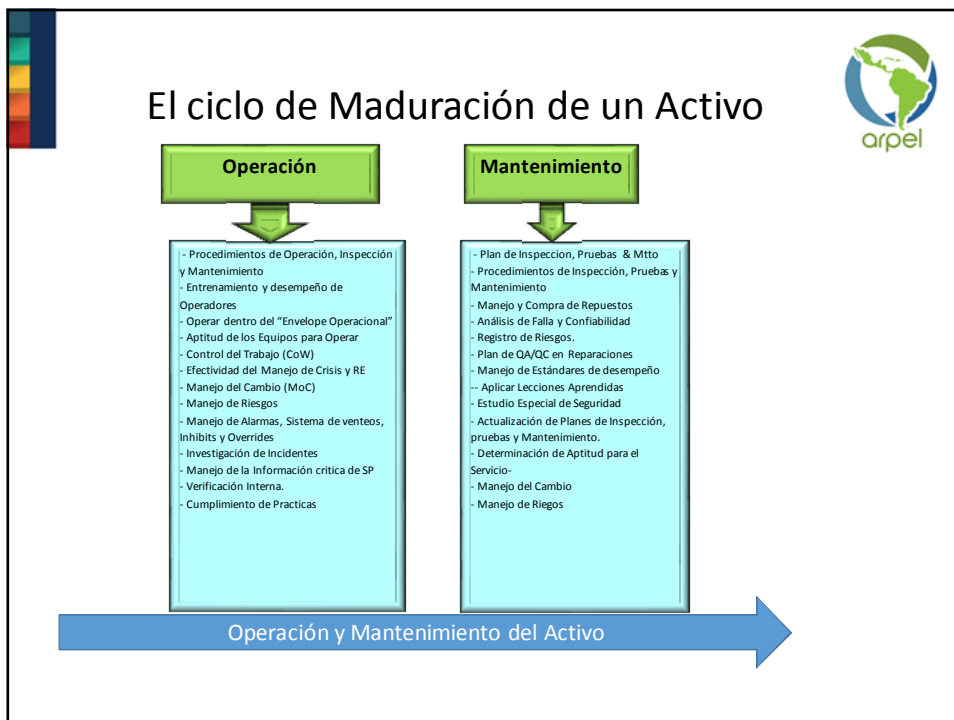 El ciclo de Maduración de un Activo
arpel
Operación
- Procedimientos de Operación, Inspección
y Mantenimiento
- Entrenamiento y desempeño de
Operadores
- Operar dentro del “Envelope Operacional”
- Aptitud de los Equipos para Operar
- Control del Trabajo (CoW)
- Efectividad del Manejo de Crisis y RE
- Manejo del Cambio (MoC)
- Manejo de Riesgos
- Manejo de Alarmas, Sistema de venteos,
Inhibits y Overrides
- Investigación de Incidentes
- Manejo de la Información critica de SP
- Verificación Interna.
- Cumplimiento de Practicas
Mantenimiento
- Plan de Inspeccion, Pruebas & Mtto
- Procedimientos de Inspección, Pruebas y
Mantenimiento
- Manejo y Compra de Repuestos
- Análisis de Falla y Confiabilidad
- Registro de Riesgos.
- Plan de QA/QC en Reparaciones
- Manejo de Estándares de desempeño
-- Aplicar Lecciones Aprendidas
- Estudio Especial de Seguridad
- Actualización de Planes de Inspección,
pruebas y Mantenimiento.
- Determinación de Aptitud para el
Servicio-
- Manejo del Cambio
- Manejo de Riegos
Operación y Mantenimiento del Activo